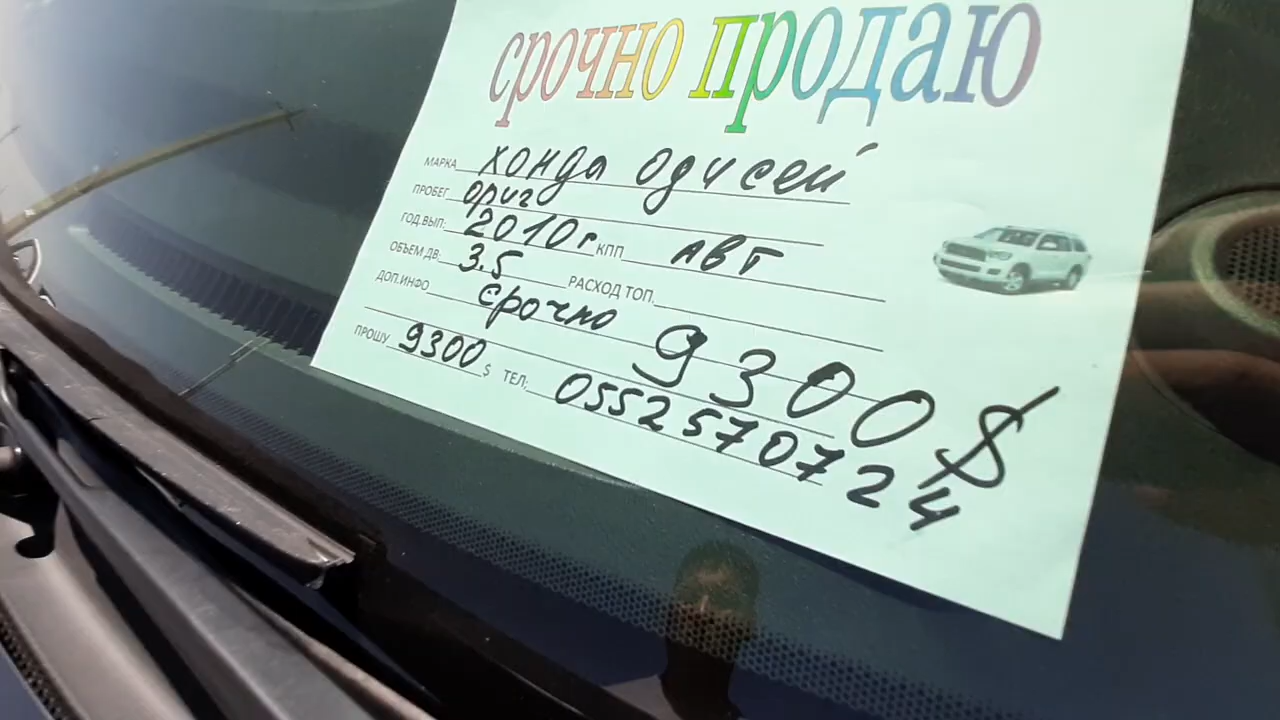 срочно продаю
МАРКА хонда одисей
ПРОБЕГ ориг
ГОД.ВЫП: 2010г КПП АВТ
ОБЪЕМ ДВ: 3.5 РАСХОД ТОП.
ДОП.ИНФО срочно 9300$
ПРОШУ 9300 $ ТЕЛ: 0552570724